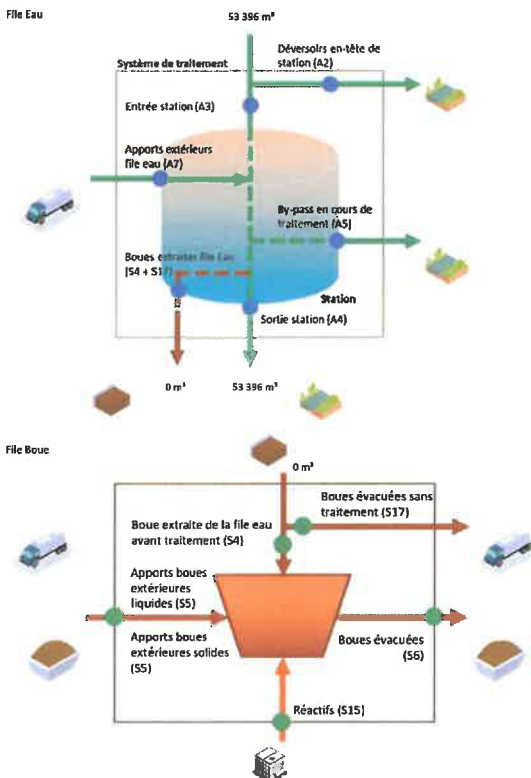 File Eau
53 396 m³
Système de traitement
Déversoirs en-tête de
station (A2)
Entrée station (A3)
Apports extérieurs
file eau (A7)
By-pass en cours de
traitement (A5)
Boues extraites File Eau
(S4 + S17)
Station
Sortie station (A4)
0 m³
53 396 m³
File Boue
0 m³
Boues évacuées sans
traitement (S17)
Boue extraite de la file eau
avant traitement (S4)
Apports boues
extérieures
liquides (S5)
Apports boues
extérieures solides
(S5)
Boues évacuées
(S6)
Réactifs (S15)